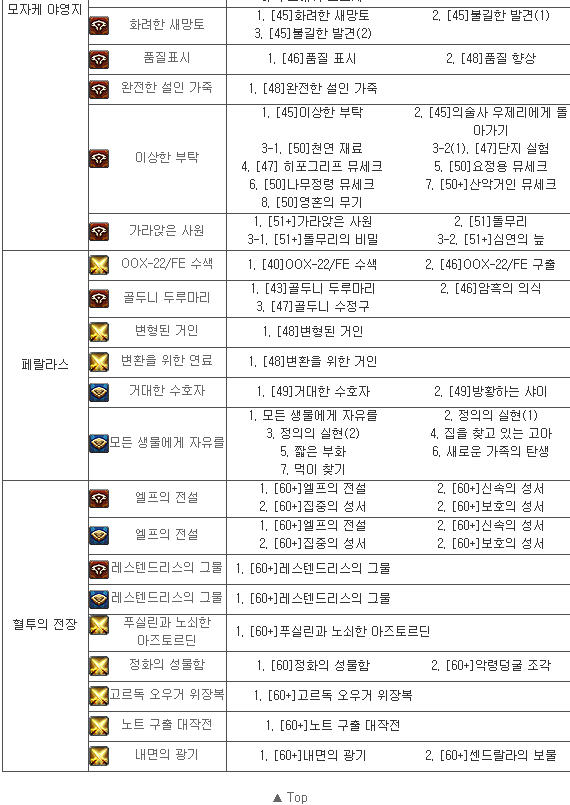 모자케 야영지
화려한 새망토
1. [45]화려한 새망토 2. [45]불길한 발견(1)
3. [45]불길한 발견(2)
품질표시
1. [46]품질 표시 2. [48]품질 향상
완전한 설인 가죽
1. [48]완전한 설인 가죽
이상한 부탁
1. [45]이상한 부탁 2. [45]의술사 우제리에게 돌
아가기
3-1. [50]천연 재료 3-2(1). [47]단지 실험
4. [47] 히포그리프 뮤세크 5. [50]요정용 뮤세크
6. [50]나무정령 뮤세크 7. [50+]산악거인 뮤세크
8. [50]영혼의 무기
가라앉은 사원
1. [51+]가라앉은 사원 2. [51]돌무리
3-1. [51+]돌무리의 비밀 3-2. [51+]심연의 늪
페랄라스
OOX-22/FE 수색
1. [40]OOX-22/FE 수색 2. [46]OOX-22/FE 구출
골두니 두루마리
1. [43]골두니 두루마리 2. [46]암흑의 의식
3. [47]골두니 수정구
변형된 거인
1. [48]변형된 거인
변환을 위한 연료
1. [48]변환을 위한 거인
거대한 수호자
1. [49]거대한 수호자 2. [49]방황하는 샤이
모든 생물에게 자유를
1. 모든 생물에게 자유를 2. 정의의 실현(1)
3. 정의의 실현(2) 4. 집을 찾고 있는 고아
5. 짧은 부화 6. 새로운 가족의 탄생
7. 먹이 찾기
혈투의 전장
엘프의 전설
1. [60+]엘프의 전설 2. [60+]신속의 성서
2. [60+]집중의 성서 2. [60+]보호의 성서
엘프의 전설
1. [60+]엘프의 전설 2. [60+]신속의 성서
2. [60+]집중의 성서 2. [60+]보호의 성서
레스텐드리스의 그물
1. [60+]레스텐드리스의 그물
레스텐드리스의 그물
1. [60+]레스텐드리스의 그물
푸실린과 노쇠한
아즈토르딘
1. [60+]푸실린과 노쇠한 아즈토르딘
정화의 성물함
1. [60]정화의 성물함 2. [60+]악령덩굴 조각
고르독 오우거 위장복
1. [60+]고르독 오우거 위장복
노트 구출 대작전
1. [60+]노트 구출 대작전
내면의 광기
1. [60+]내면의 광기 2. [60+]센드랄라의 보물
▲ Top